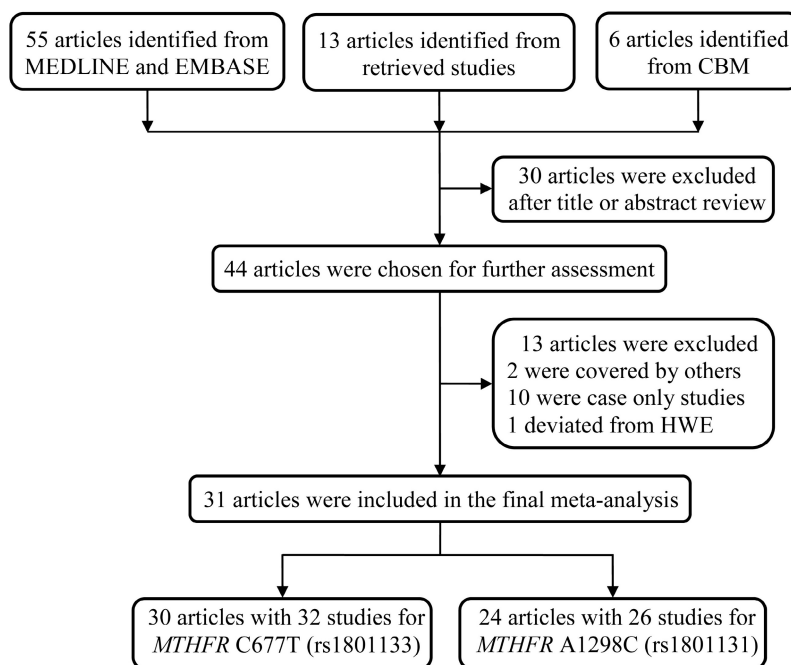 55 articles identified from
MEDLINE and EMBASE
13 articles identified from
retrieved studies
6 articles identified
from CBM
30 articles were excluded
after title or abstract review
44 articles were chosen for further assessment
13 articles were excluded
2 were covered by others
10 were case only studies
1 deviated from HWE
31 articles were included in the final meta-analysis
30 articles with 32 studies for
MTHFR C677T (rs1801133)
24 articles with 26 studies for
MTHFR A1298C (rs1801131)